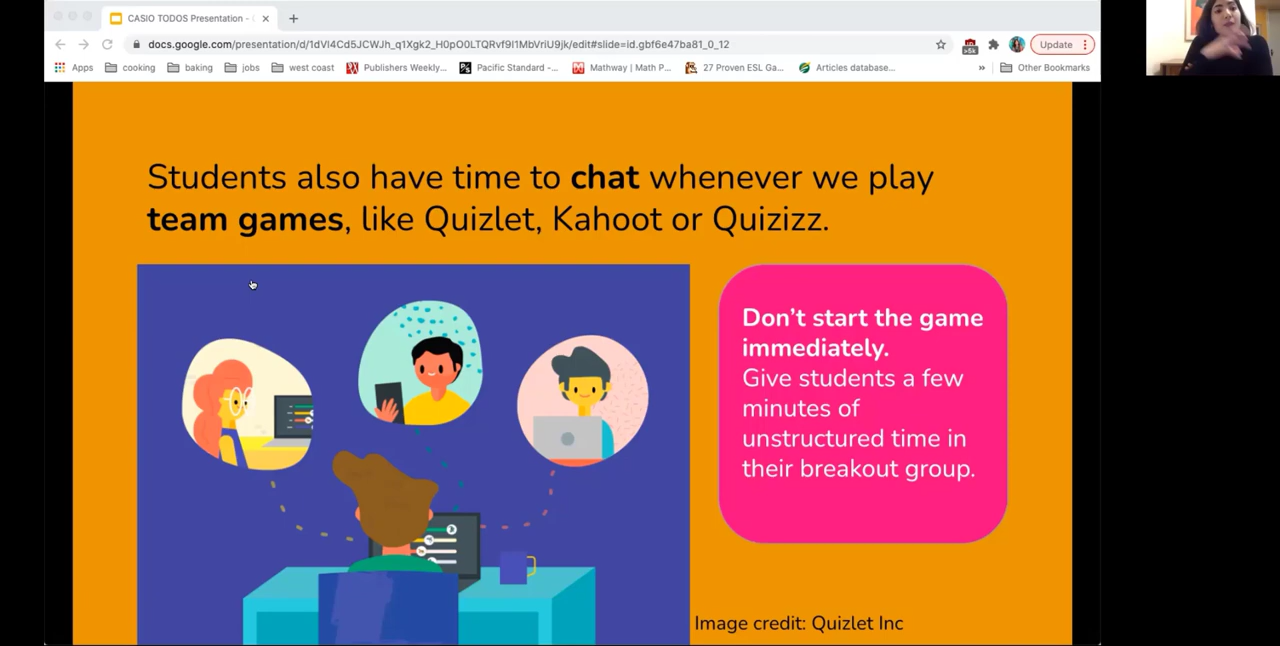 CASIO TODOS Presentation -
docs.google.com/presentation/d/1dVl4Cd5JCWJh_q1Xgk2_H0pO0LTQRvf9I1MbVriU9jk/edit#slide=id.gbf6e47ba81_0_12
Update
Apps cooking baking jobs west coast Publishers Weekly... Pacific Standard -... Mathway | Math P... 27 Proven ESL Ga... Articles database... » Other Bookmarks
Students also have time to chat whenever we play
team games, like Quizlet, Kahoot or Quizizz.
Don't start the game
immediately.
Give students a few
minutes of
unstructured time in
their breakout group.
Image credit: Quizlet Inc